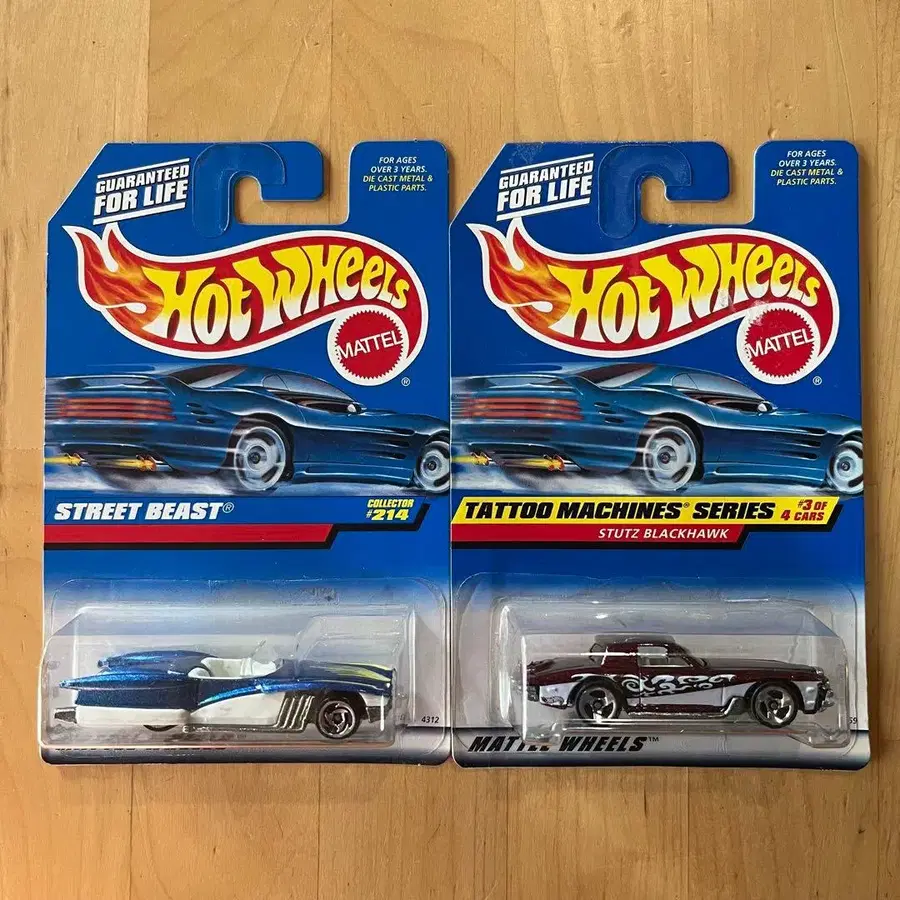 GUARANTEED
FOR LIFE
FOR AGES
OVER 3 YEARS.
DIE CAST METAL &
PLASTIC PARTS.
HOT WHEELS
MATTEL
®
STREET BEAST®
COLLECTOR
#214
4312
GUARANTEED
FOR LIFE
FOR AGES
OVER 3 YEARS.
DIE CAST METAL &
PLASTIC PARTS.
HOT WHEELS
MATTEL
®
TATTOO MACHINES® SERIES
#3 OF
4 CARS
STUTZ BLACKHAWK
MATTEL WHEELS™